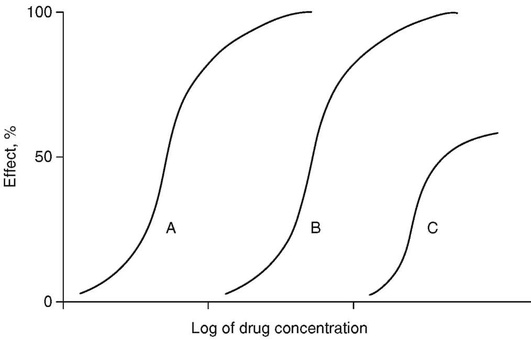 100
50
0
Effect, %
A
B
C
Log of drug concentration